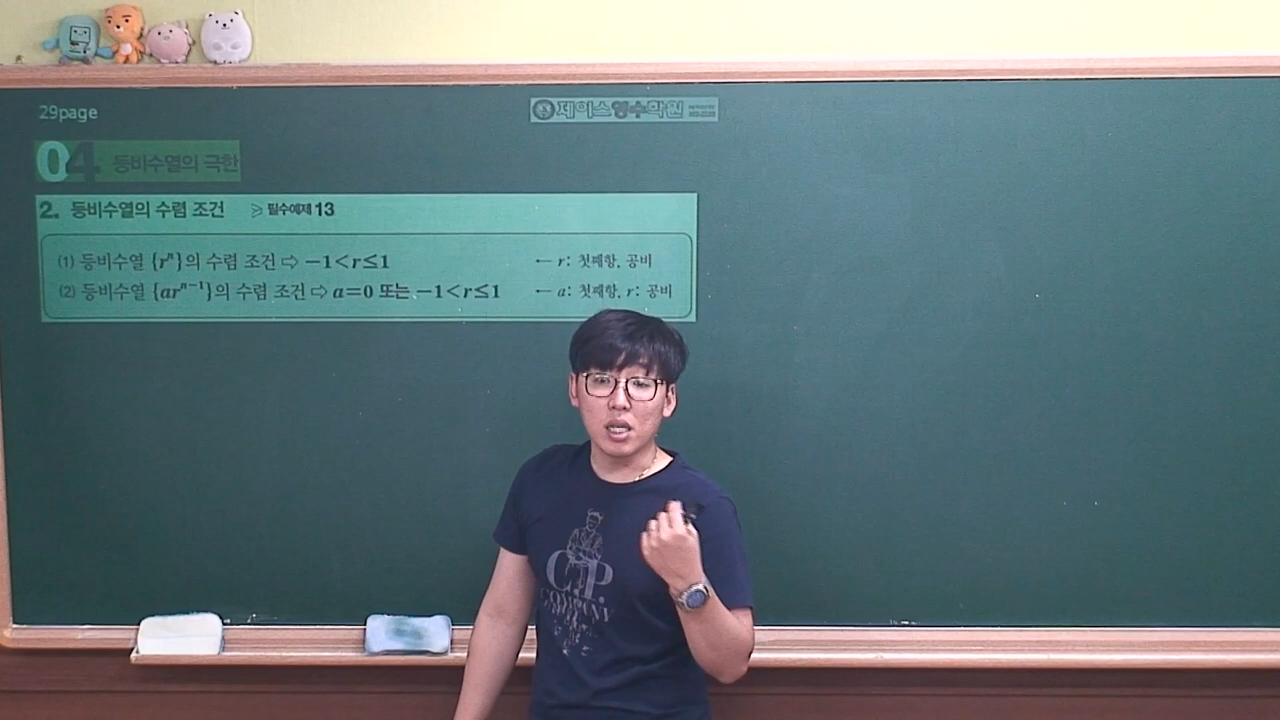 29page
제이스영수학원
04 등비수열의 극한
2. 등비수열의 수렴 조건 ≫ 필수예제 13
(1) 등비수열 {rⁿ}의 수렴 조건 ⇨ −1<r≤1 ← r: 첫째항, 공비
(2) 등비수열 {arⁿ⁻¹}의 수렴 조건 ⇨ a=0 또는 −1<r≤1 ← a: 첫째항, r: 공비
C.P.
COMPANY